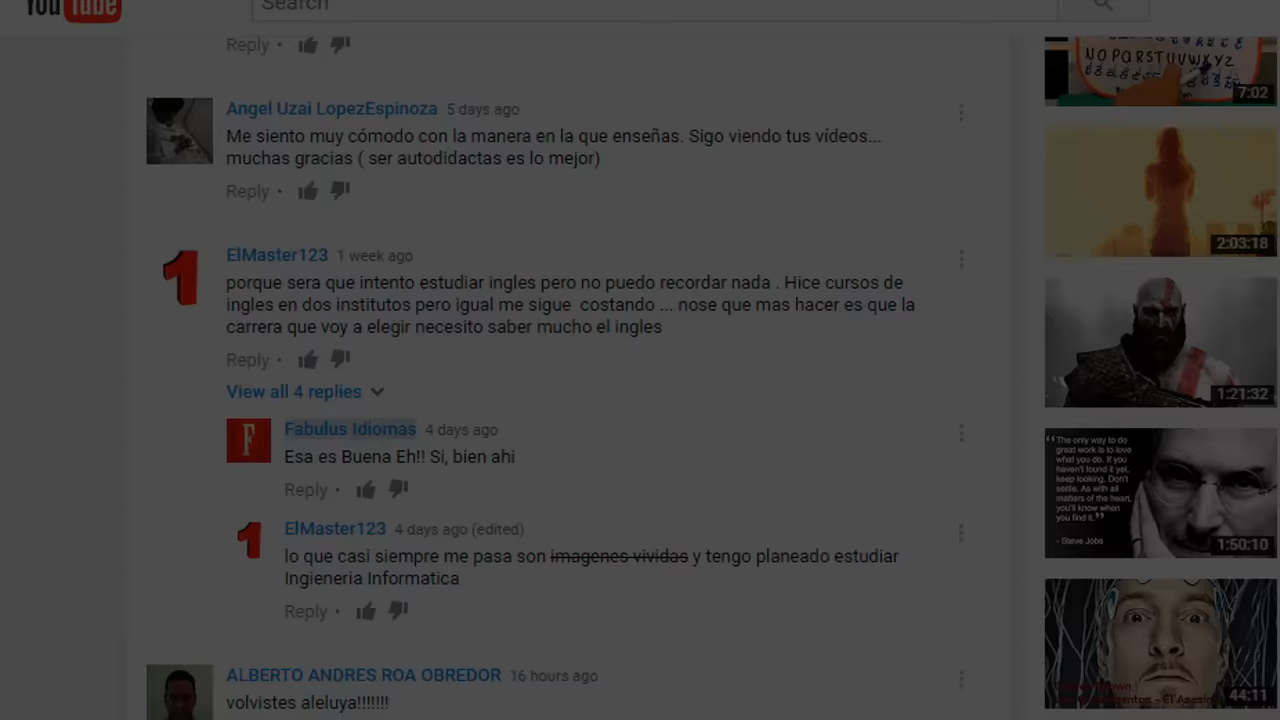 YouTube
Search
Reply •
Angel Uzai LopezEspinoza 5 days ago
Me siento muy cómodo con la manera en la que enseñas. Sigo viendo tus vídeos...
muchas gracias ( ser autodidactas es lo mejor)
Reply •
ElMaster123 1 week ago
porque sera que intento estudiar ingles pero no puedo recordar nada . Hice cursos de
ingles en dos institutos pero igual me sigue costando ... nose que mas hacer es que la
carrera que voy a elegir necesito saber mucho el ingles
Reply •
View all 4 replies
F
Fabulus Idiomas 4 days ago
Esa es Buena Eh!! Si, bien ahi
Reply •
1
ElMaster123 4 days ago (edited)
lo que casi siempre me pasa son imagenes vividas y tengo planeado estudiar
Ingieneria Informatica
Reply •
ALBERTO ANDRES ROA OBREDOR 16 hours ago
volvistes aleluya!!!!!!!
N O P Q R S T U V W X Y Z
7:02
2:03:18
1:21:32
“The only way to do
great work is to love
what you do. If you
haven't found it yet,
keep looking. Don't
settle. As with all
matters of the heart,
you'll know when
you find it.”
- Steve Jobs
1:50:10
44:11